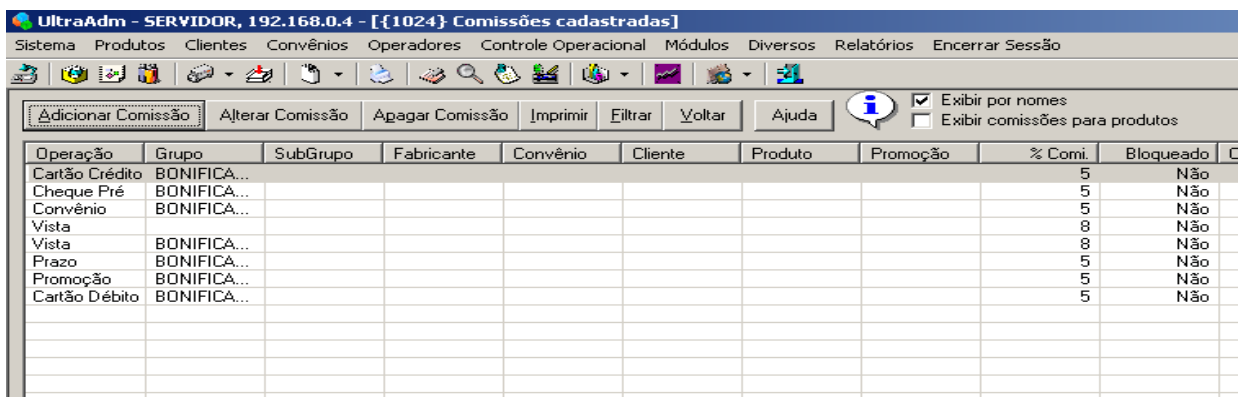 UltraAdm - SERVIDOR, 192.168.0.4 - [{1024} Comissões cadastradas]
Sistema Produtos Clientes Convênios Operadores Controle Operacional Módulos Diversos Relatórios Encerrar Sessão
Adicionar Comissão Alterar Comissão Apagar Comissão Imprimir Filtrar Voltar Ajuda Exibir por nomes
Exibir comissões para produtos
Operação Grupo SubGrupo Fabricante Convênio Cliente Produto Promoção % Comi. Bloqueado
Cartão Crédito BONIFICA... 5 Não
Cheque Pré BONIFICA... 5 Não
Convênio BONIFICA... 5 Não
Vista 8 Não
Vista BONIFICA... 8 Não
Prazo BONIFICA... 5 Não
Promoção BONIFICA... 5 Não
Cartão Débito BONIFICA... 5 Não